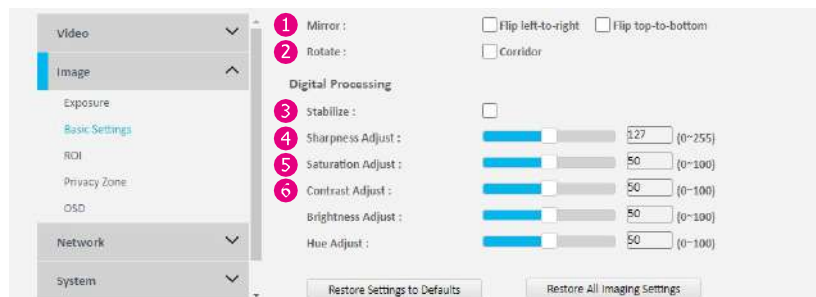 Video
Image
Exposure
Basic Settings
ROI
Privacy Zone
OSD
Network
System
1 Mirror : Flip left-to-right Flip top-to-bottom
2 Rotate : Corridor
Digital Processing
3 Stabilize :
4 Sharpness Adjust : 127 (0~255)
5 Saturation Adjust : 50 (0~100)
6 Contrast Adjust : 50 (0~100)
Brightness Adjust : 50 (0~100)
Hue Adjust : 50 (0~100)
Restore Settings to Defaults Restore All Imaging Settings